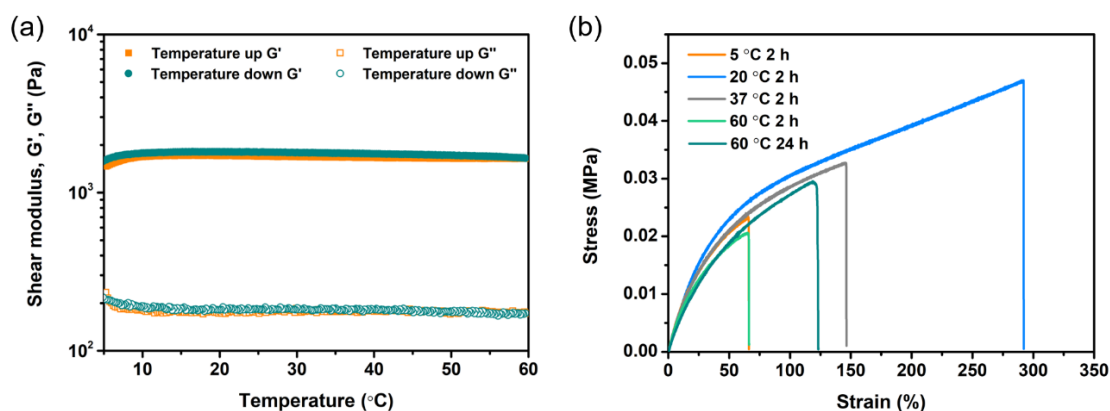 (a)
10⁴
10³
10²
Shear modulus, G', G'' (Pa)
Temperature up G'
Temperature up G''
Temperature down G'
Temperature down G''
10
20
30
40
50
60
Temperature (°C)
(b)
0.05
0.04
0.03
0.02
0.01
0.00
Stress (MPa)
5 °C 2 h
20 °C 2 h
37 °C 2 h
60 °C 2 h
60 °C 24 h
0
50
100
150
200
250
300
350
Strain (%)